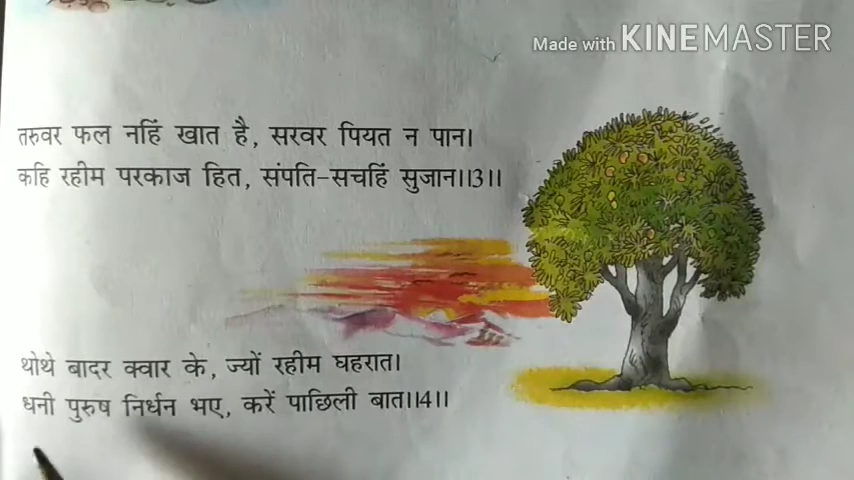 Made with KINEMASTER
तरुवर फल नहिं खात है, सरवर पियत न पान।
कहि रहीम परकाज हित, संपति-सचहिं सुजान।।3।।
थोथे बादर क्वार के, ज्यों रहीम घहरात।
धनी पुरुष निर्धन भए, करें पाछिली बात।।4।।